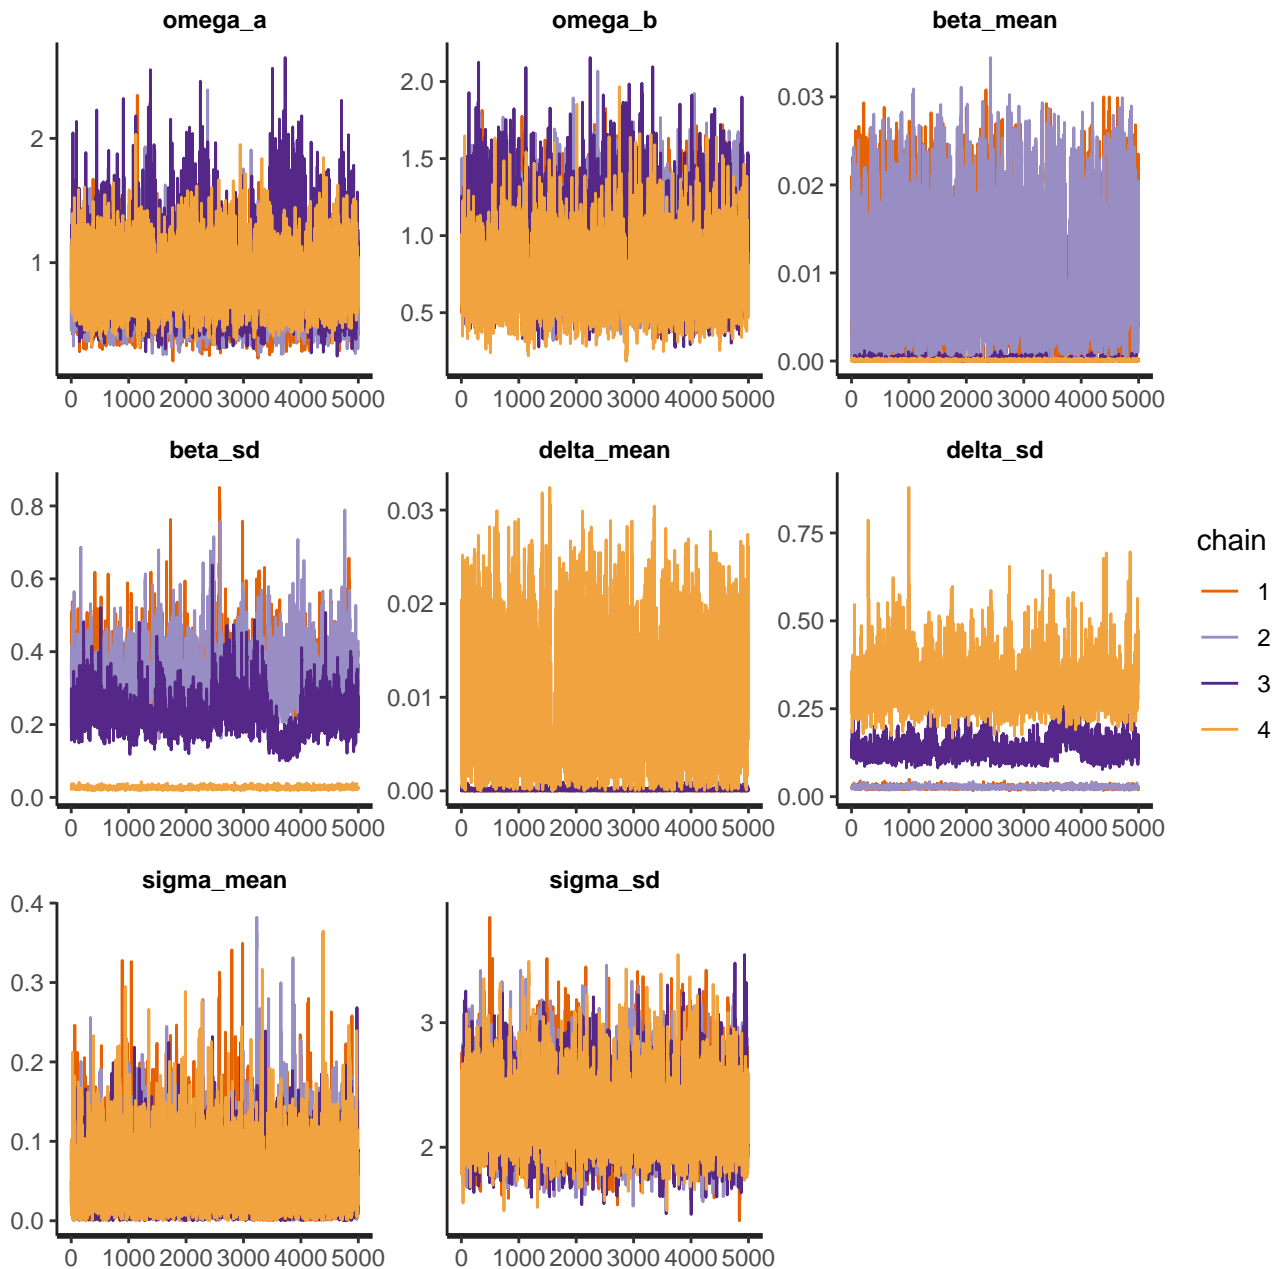 omega_a omega_b beta_mean
2
1
0 1000 2000 3000 4000 5000
2.0
1.5
1.0
0.5
0 1000 2000 3000 4000 5000
0.03
0.02
0.01
0.00
0 1000 2000 3000 4000 5000
beta_sd delta_mean delta_sd
0.8
0.6
0.4
0.2
0.0
0 1000 2000 3000 4000 5000
0.03
0.02
0.01
0.00
0 1000 2000 3000 4000 5000
0.75
0.50
0.25
0.00
0 1000 2000 3000 4000 5000
sigma_mean sigma_sd
0.4
0.3
0.2
0.1
0.0
0 1000 2000 3000 4000 5000
3
2
0 1000 2000 3000 4000 5000
chain
1
2
3
4